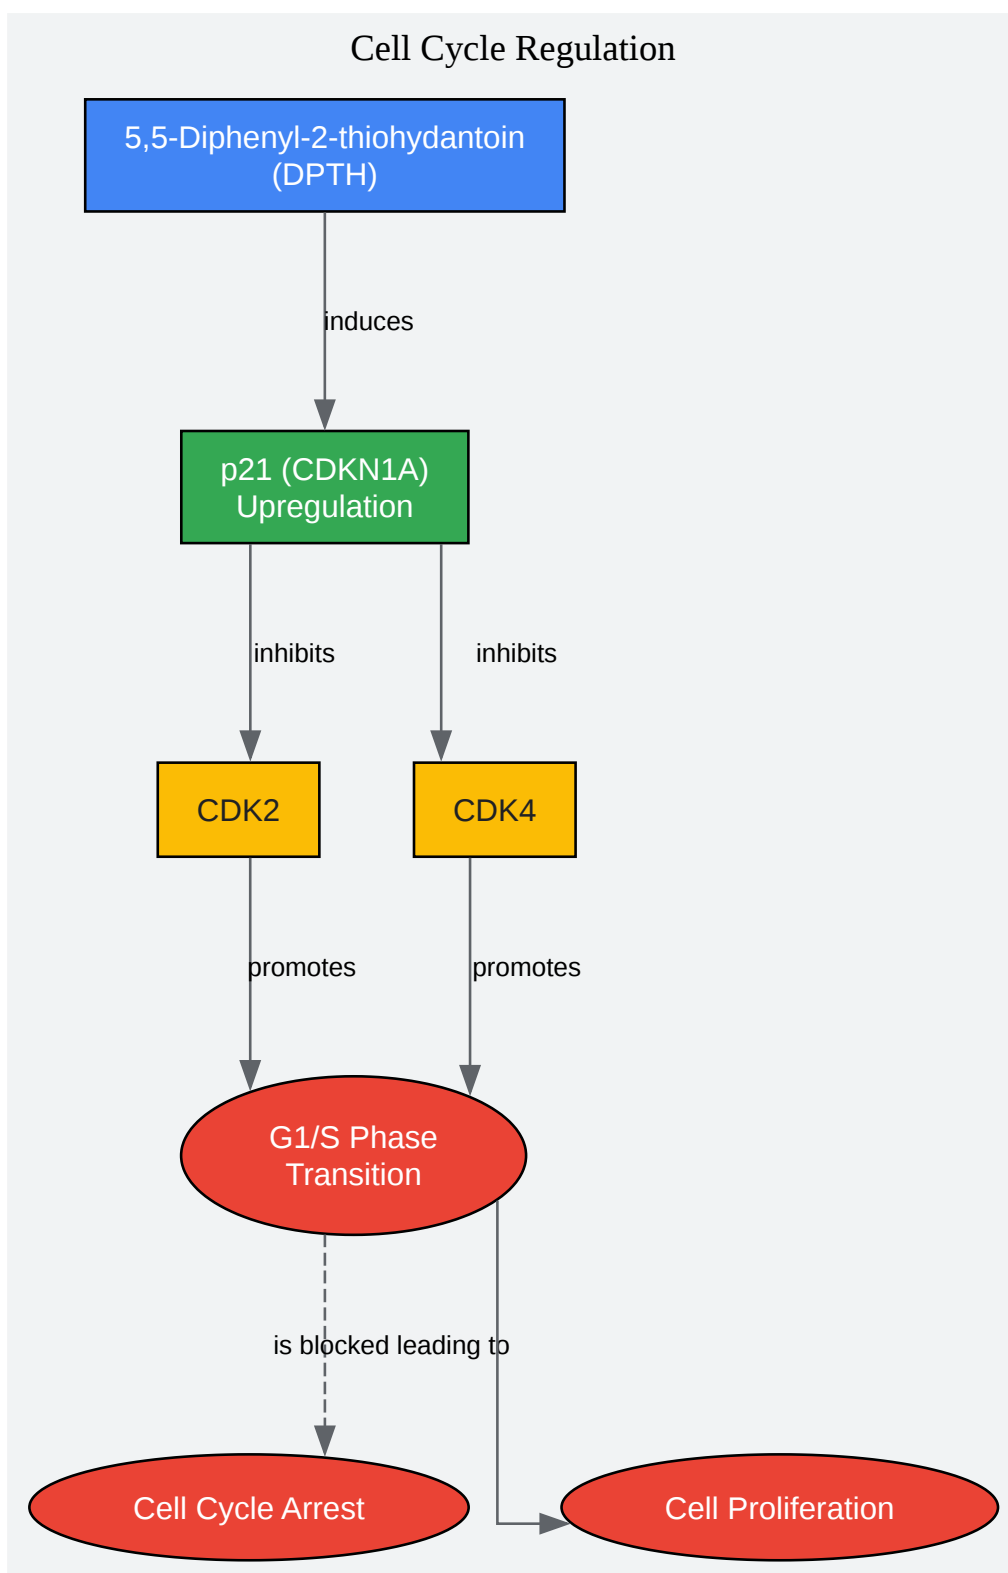 Cell Cycle Regulation
5,5-Diphenyl-2-thiohydantoin
(DPTH)
induces
p21 (CDKN1A)
Upregulation
inhibits
inhibits
CDK2
CDK4
promotes
promotes
G1/S Phase
Transition
is blocked leading to
Cell Cycle Arrest
Cell Proliferation